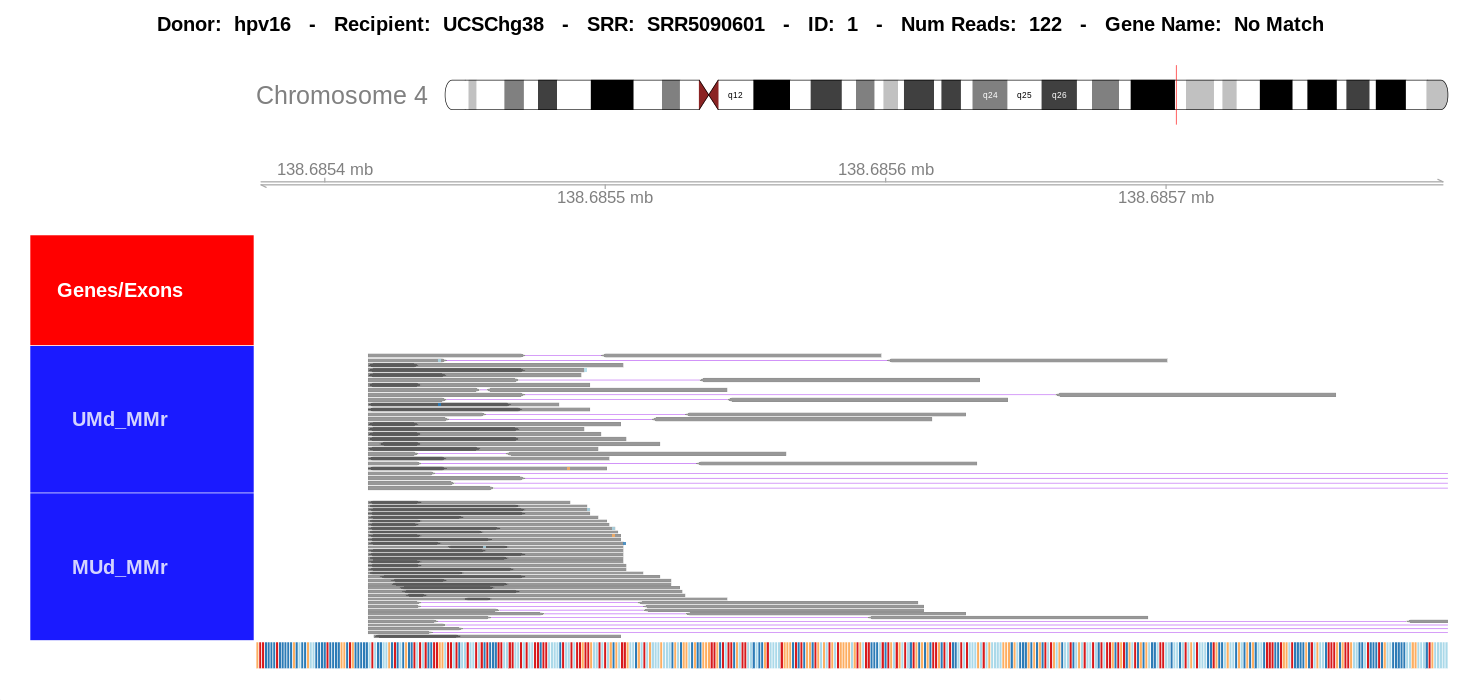 Donor: hpv16 - Recipient: UCSChg38 - SRR: SRR5090601 - ID: 1 - Num Reads: 122 - Gene Name: No Match
Chromosome 4
q12 q24 q25 q26
138.6854 mb 138.6856 mb
138.6855 mb 138.6857 mb
Genes/Exons
UMd_MMr
MUd_MMr